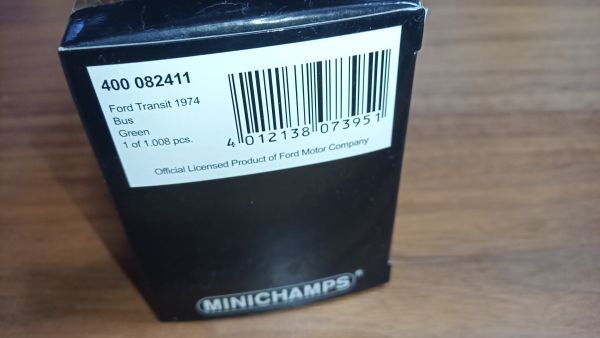 400 082411
Ford Transit 1974
Bus
Green
1 of 1.008 pcs.
4 012138 073951
Official Licensed Product of Ford Motor Company
MINICHAMPS®